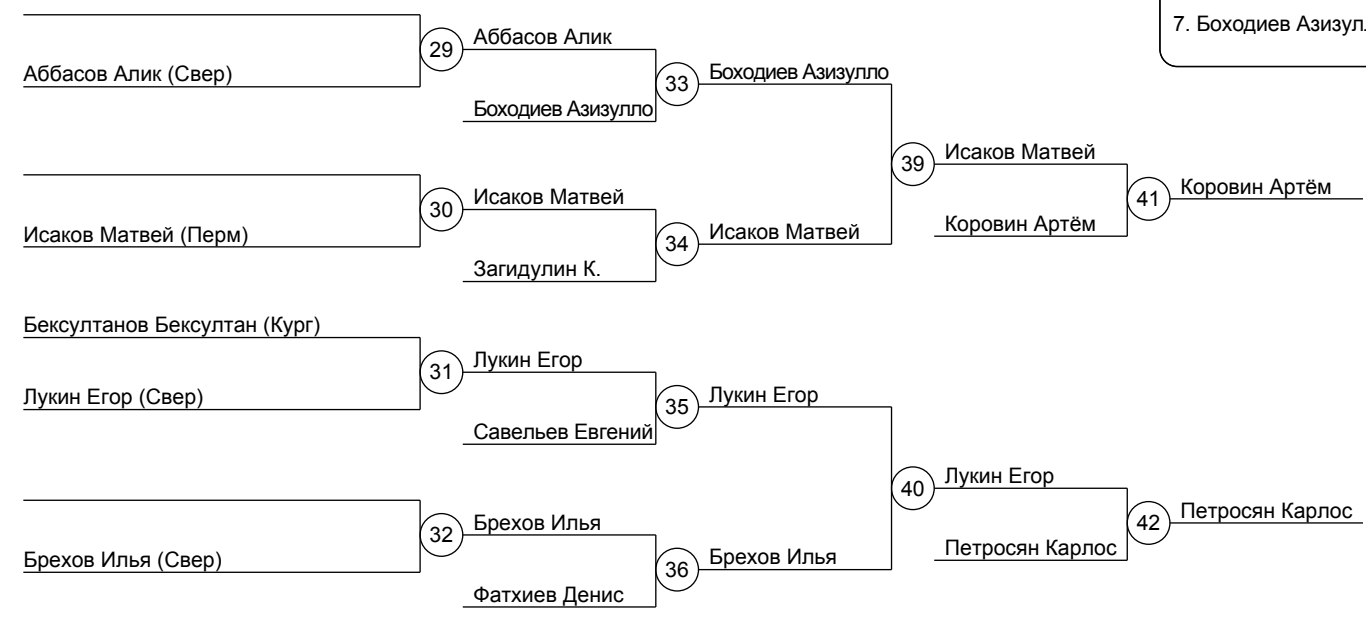 7. Боходиев Азизул
29
Аббасов Алик
Аббасов Алик (Свер)
33
Боходиев Азизулло
Боходиев Азизулло
39
Исаков Матвей
30
Исаков Матвей
Исаков Матвей (Перм)
34
Исаков Матвей
Загидулин К.
41
Коровин Артём
Коровин Артём
Бексултанов Бексултан (Кург)
31
Лукин Егор
Лукин Егор (Свер)
35
Лукин Егор
Савельев Евгений
40
Лукин Егор
32
Брехов Илья
Брехов Илья (Свер)
36
Брехов Илья
Фатхиев Денис
42
Петросян Карлос
Петросян Карлос